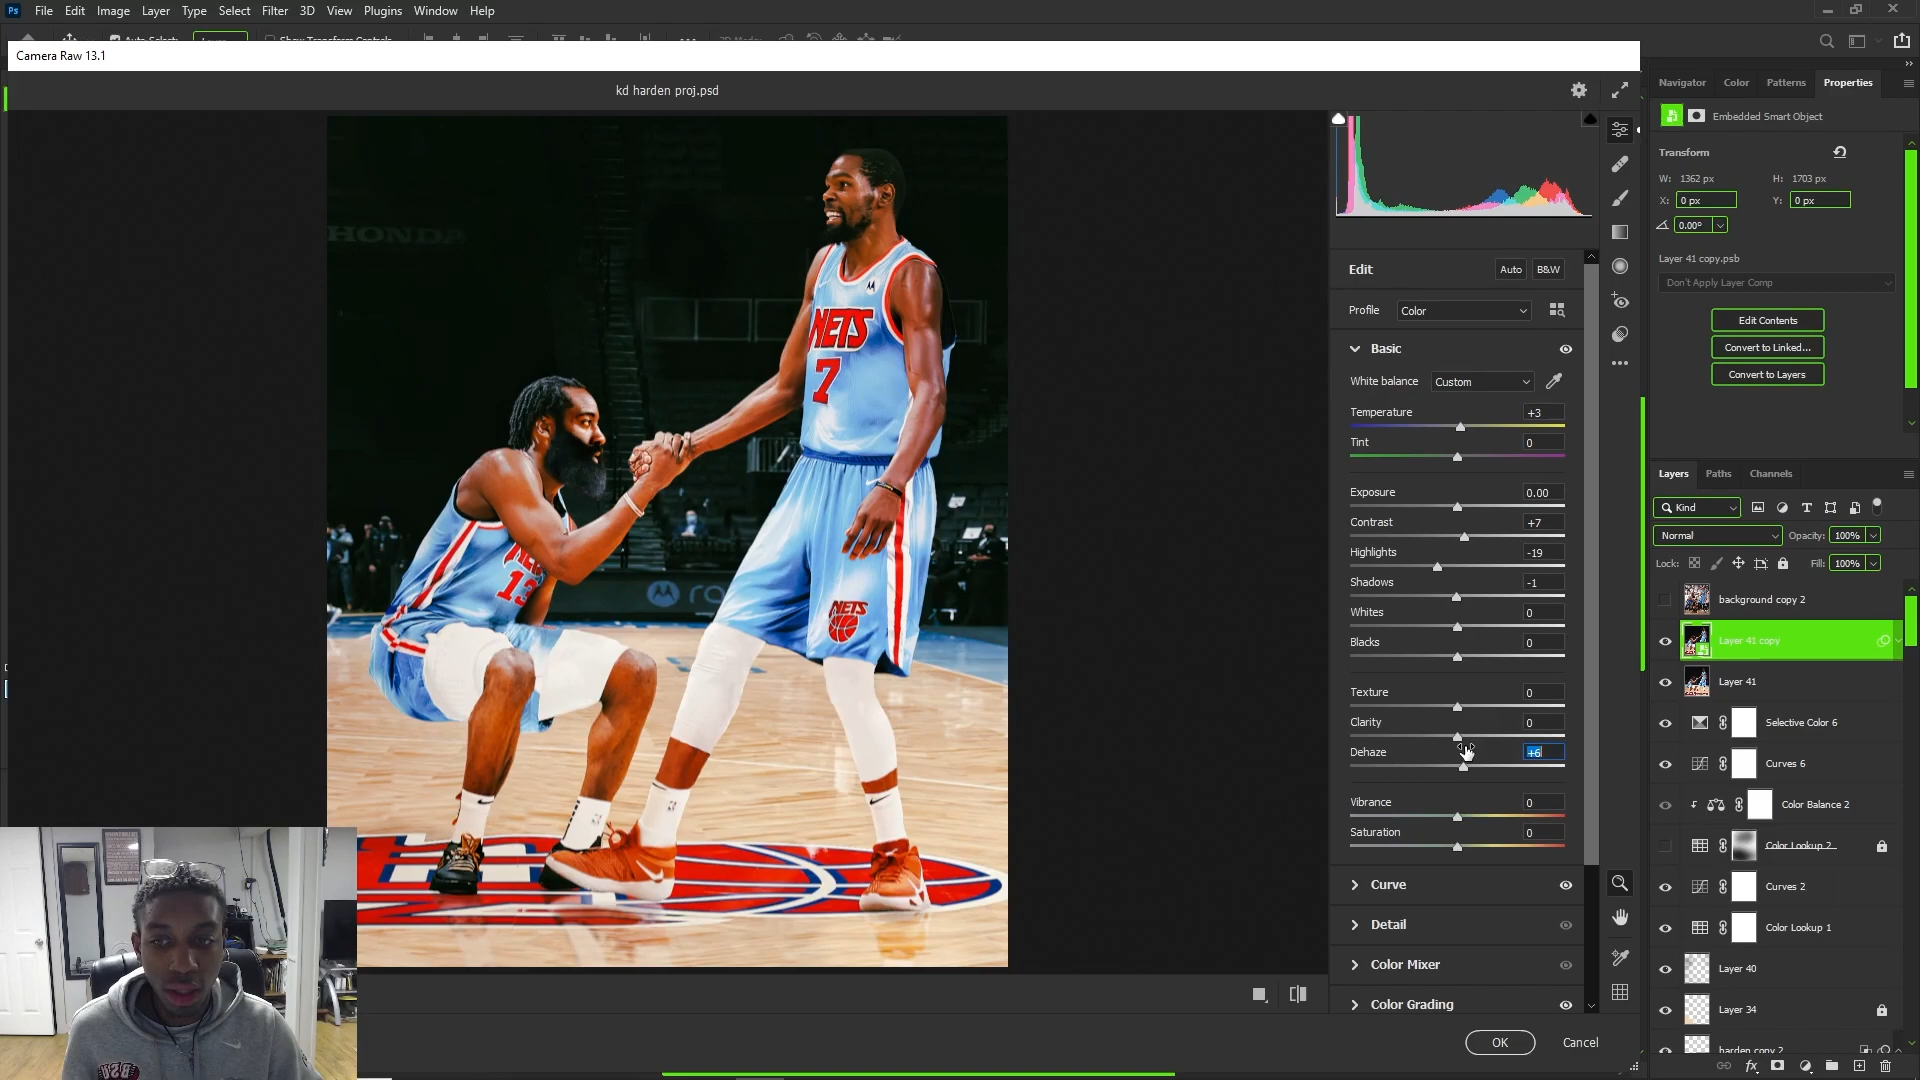 Ps File Edit Image Layer Type Select Filter 3D View Plugins Window Help
Camera Raw 13.1
kd harden proj.psd
HONDA
NETS
7
NETS
13
NETS
Edit Auto B&W
Profile Color
Basic
White balance Custom
Temperature +3
Tint 0
Exposure 0.00
Contrast +7
Highlights -19
Shadows -1
Whites 0
Blacks 0
Texture 0
Clarity 0
Dehaze +6
Vibrance 0
Saturation 0
Curve
Detail
Color Mixer
Color Grading
OK Cancel
Navigator Color Patterns Properties
Embedded Smart Object
Transform
W: 1362 px H: 1703 px
X: 0 px Y: 0 px
0.00°
Layer 41 copy.psb
Don't Apply Layer Comp
Edit Contents
Convert to Linked...
Convert to Layers
Layers Paths Channels
Kind
Normal Opacity: 100%
Lock: Fill: 100%
background copy 2
Layer 41 copy
Layer 41
Selective Color 6
Curves 6
Color Balance 2
Color Lookup 2
Curves 2
Color Lookup 1
Layer 40
Layer 34
harden copy 2